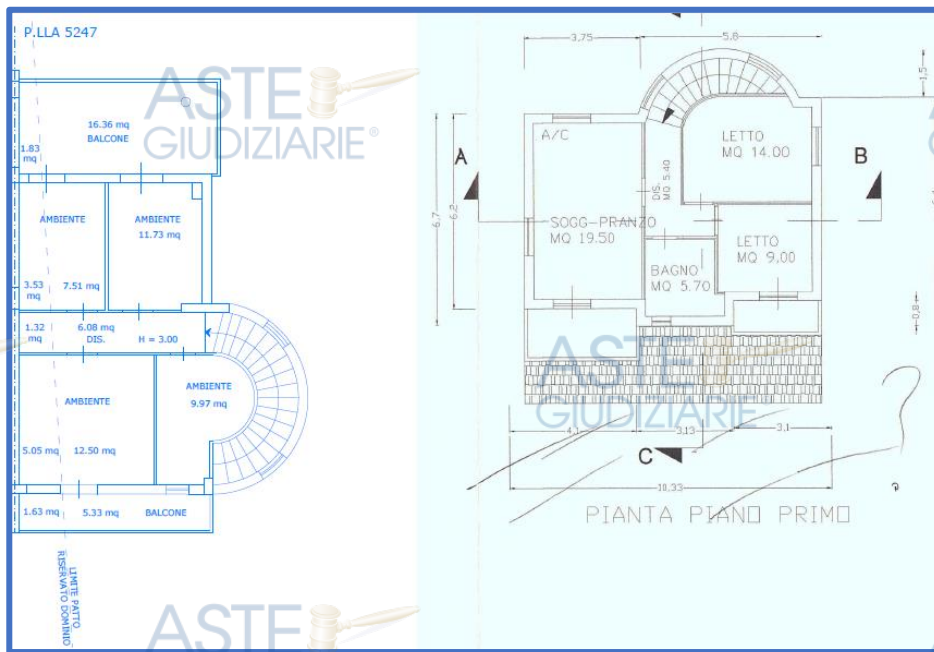 P.LLA 5247
ASTE
GIUDIZIARIE®
16.36 mq
BALCONE
1.83
mq
AMBIENTE
AMBIENTE
11.73 mq
3.53
mq
7.51 mq
1.32
mq
6.08 mq
DIS.
H = 3.00
AMBIENTE
AMBIENTE
9.97 mq
5.05 mq
12.50 mq
1.63 mq
5.33 mq
BALCONE
LIMITE PATTO
RISERVATO DOMINIO
ASTE
3,75
5,8
1,5
A/C
LETTO
MQ 14.00
A
B
DIS.
MQ 5.40
6,7
6,2
SOGG-PRANZO
MQ 19.50
LETTO
MQ 9,00
BAGNO
MQ 5.70
0,8
ASTE
GIUDIZIARIE
4,1
3,13
3,1
C
10,33
PIANTA PIANO PRIMO